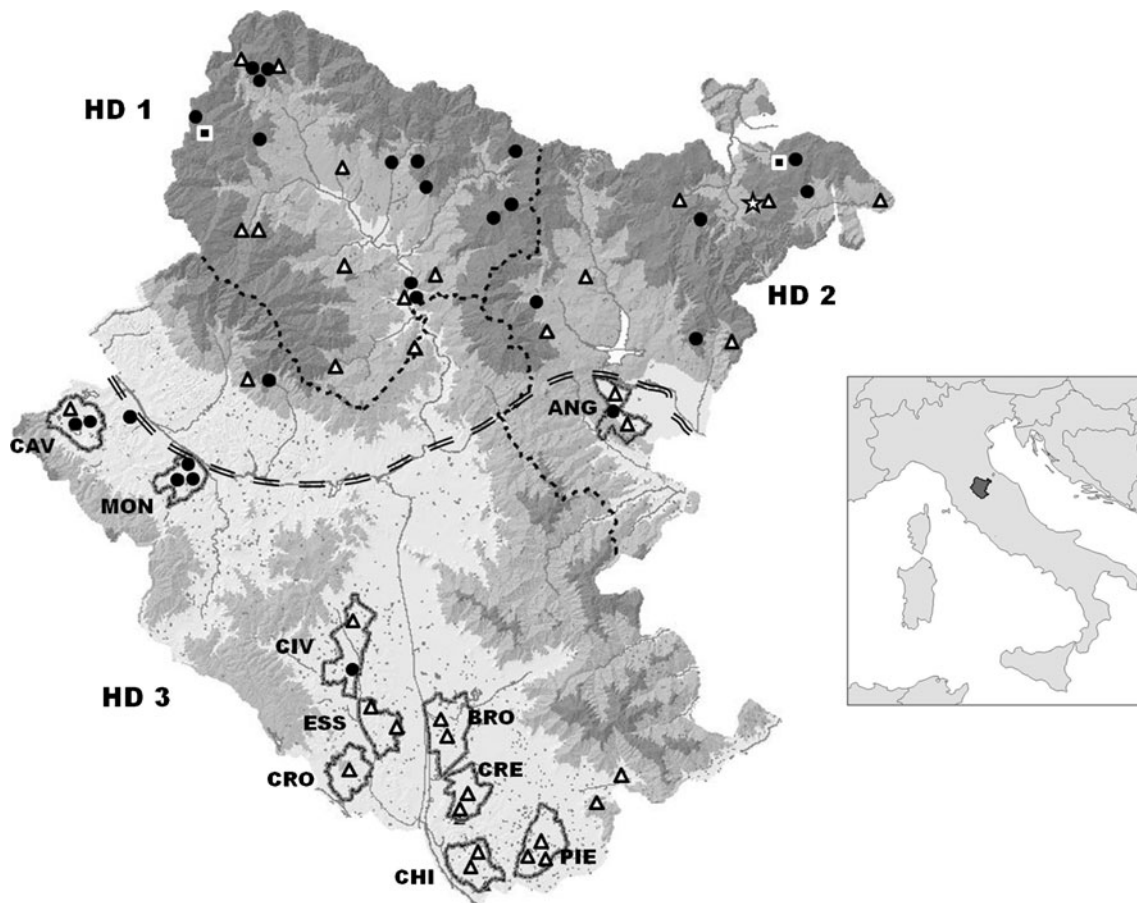 HD 1
HD 2
ANG
CAV
MON
CIV
HD 3
ESS
BRO
CRO
CRE
CHI
PIE